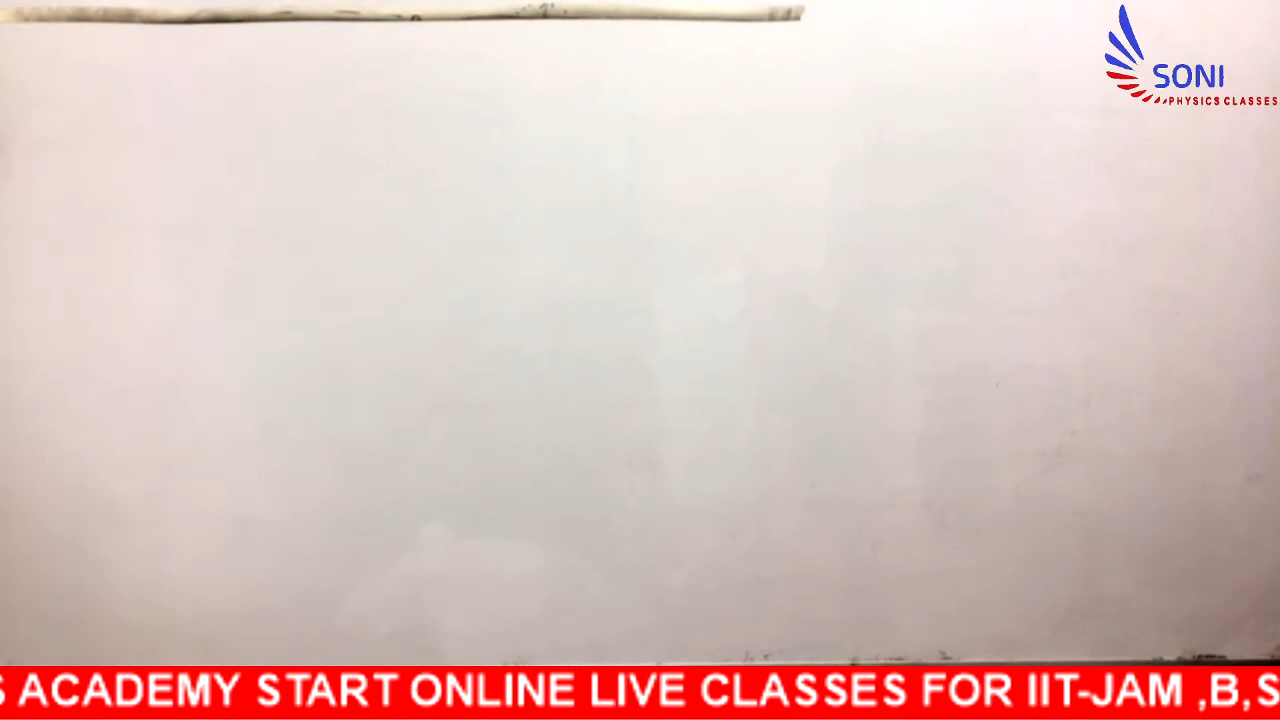 SONI
PHYSICS CLASSES
S ACADEMY START ONLINE LIVE CLASSES FOR IIT-JAM ,B,S